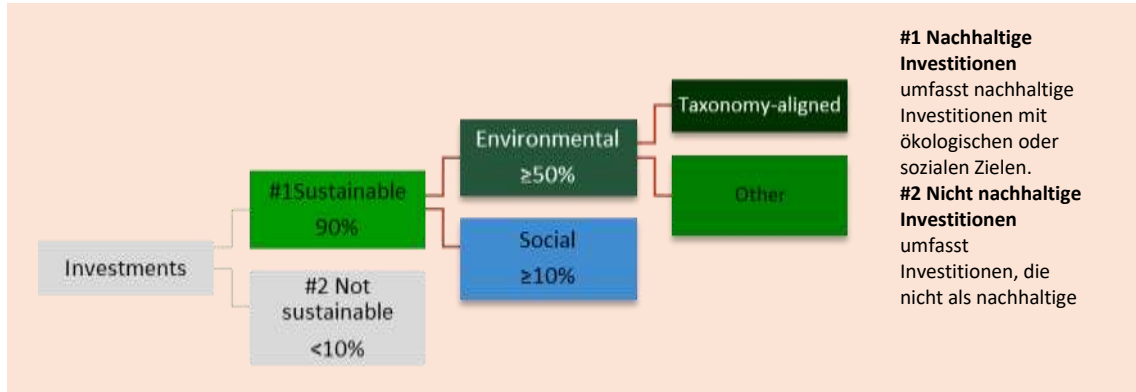 Investments
#1Sustainable
90%
#2 Not
sustainable
<10%
Environmental
≥50%
Social
≥10%
Taxonomy-aligned
Other
#1 Nachhaltige
Investitionen
umfasst nachhaltige
Investitionen mit
ökologischen oder
sozialen Zielen.
#2 Nicht nachhaltige
Investitionen
umfasst
Investitionen, die
nicht als nachhaltige